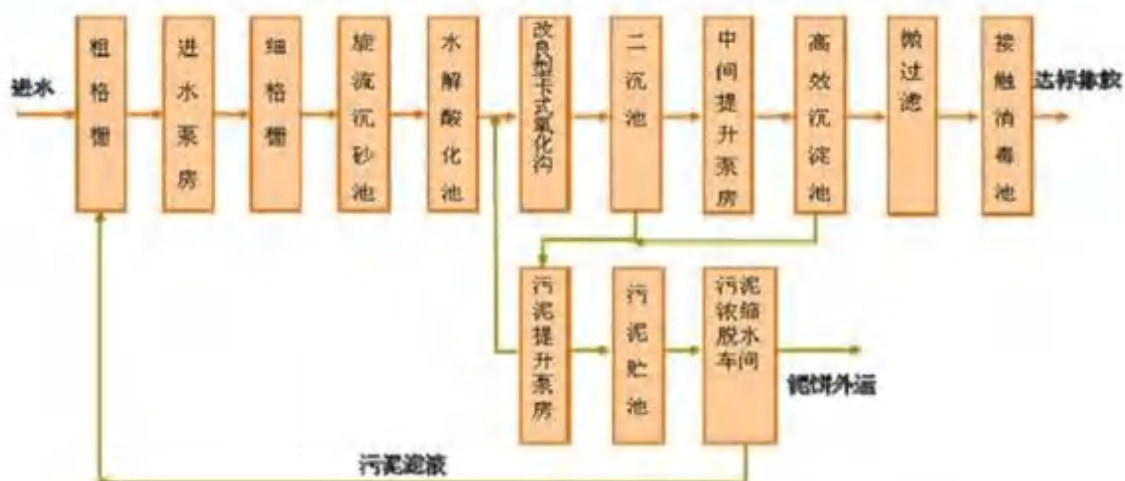 进水
粗格栅
进水泵房
细格栅
旋流沉砂池
水解酸化池
改良型卡式氧化沟
二沉池
中间提升泵房
高效沉淀池
微过滤
接触消毒池
达标排放
污泥提升泵房
污泥贮池
污泥
浓缩
脱水
车间
泥饼外运
污泥滤液